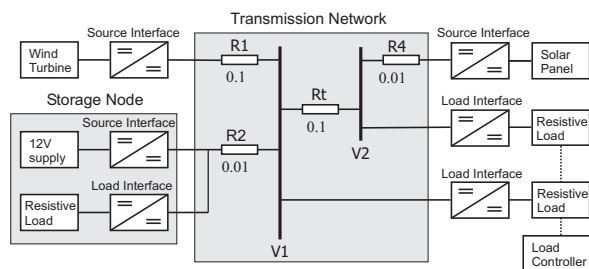 Transmission Network
Source Interface
Source Interface
Wind
Turbine
R1
0.1
R4
0.01
Solar
Panel
Storage Node
Rt
0.1
Load Interface
Resistive
Load
Source Interface
12V
supply
R2
0.01
V2
Load Interface
Load Interface
Resistive
Load
Resistive
Load
V1
Load
Controller